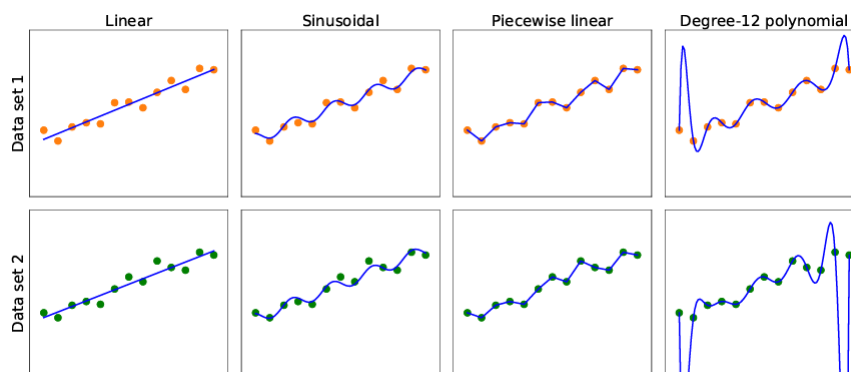 Linear
Sinusoidal
Piecewise linear
Degree-12 polynomial
Data set 1
Data set 2